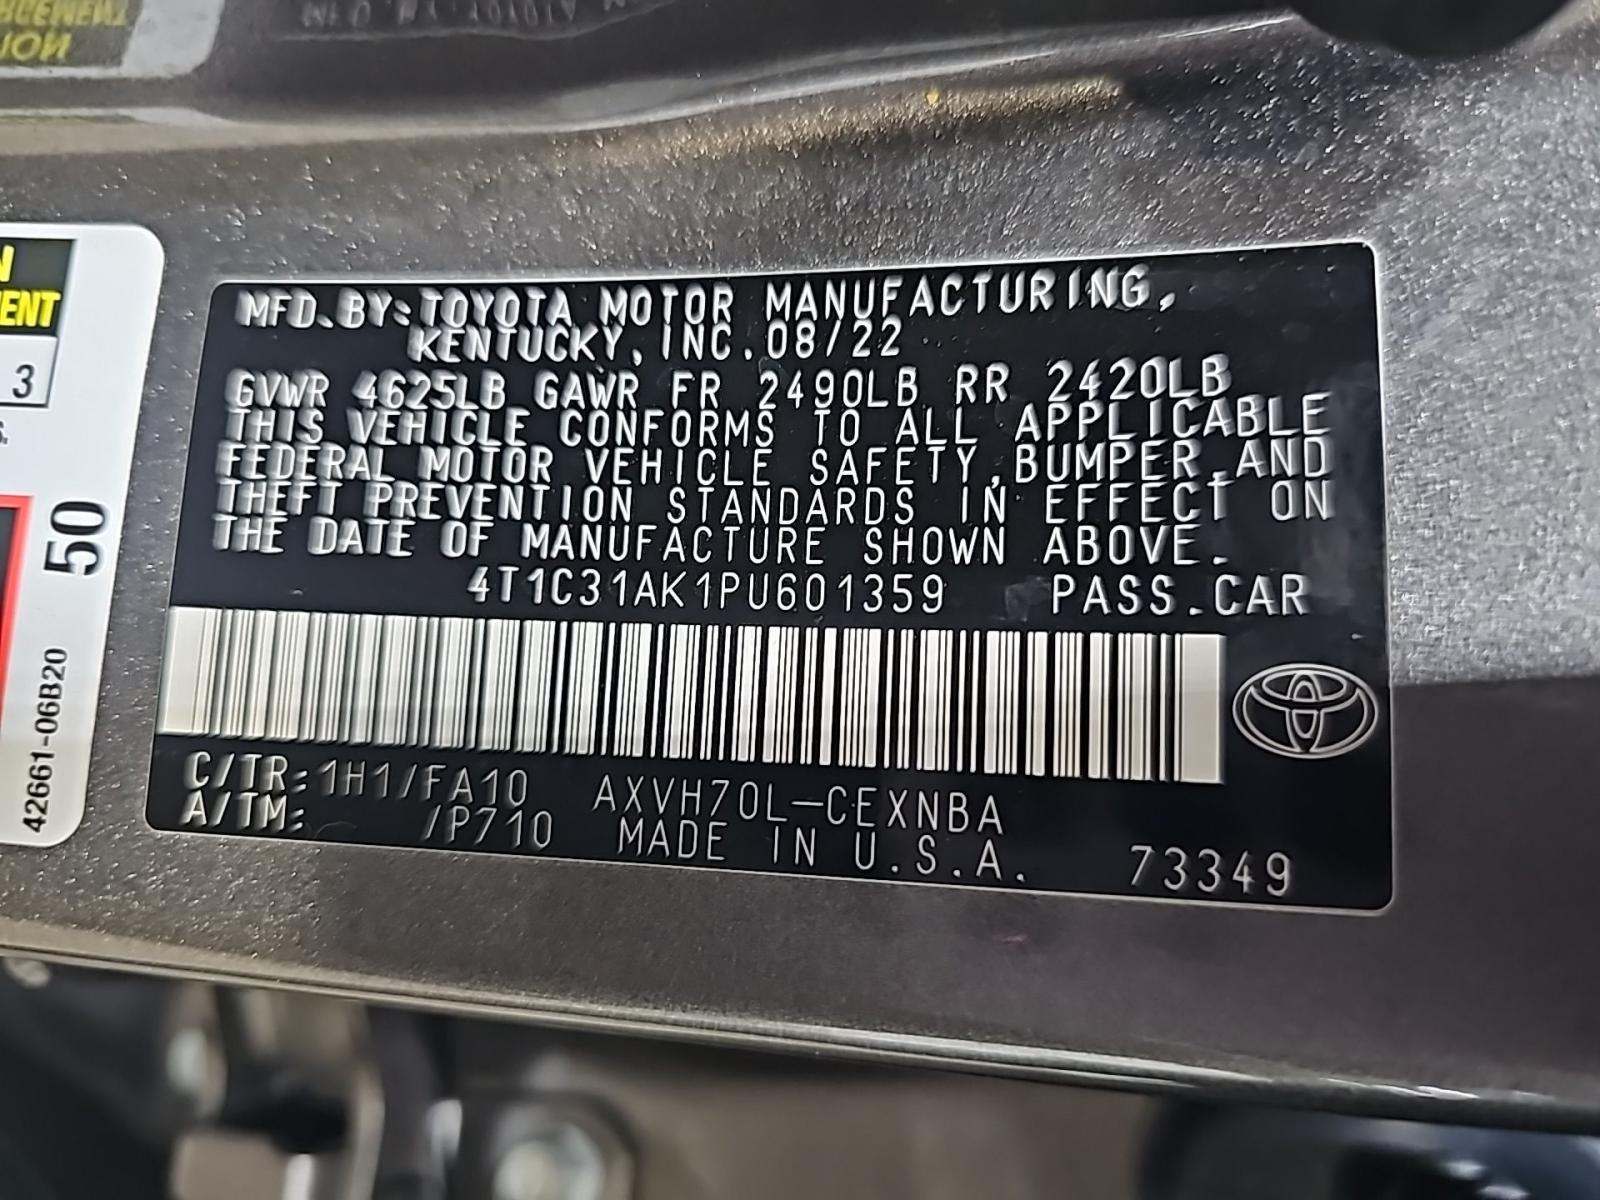 MFD.BY:TOYOTA MOTOR MANUFACTURING,
KENTUCKY, INC. 08/22
GVWR 4625LB GAWR FR 2490LB RR 2420LB
THIS VEHICLE CONFORMS TO ALL APPLICABLE
FEDERAL MOTOR VEHICLE SAFETY,BUMPER,AND
THEFT PREVENTION STANDARDS IN EFFECT ON
THE DATE OF MANUFACTURE SHOWN ABOVE.
4T1C31AK1PU601359 PASS.CAR
C/TR:1H1/FA10 AXVH70L-CEXNBA
A/TM: /P710 MADE IN U.S.A. 73349
3
50
42661-06B20